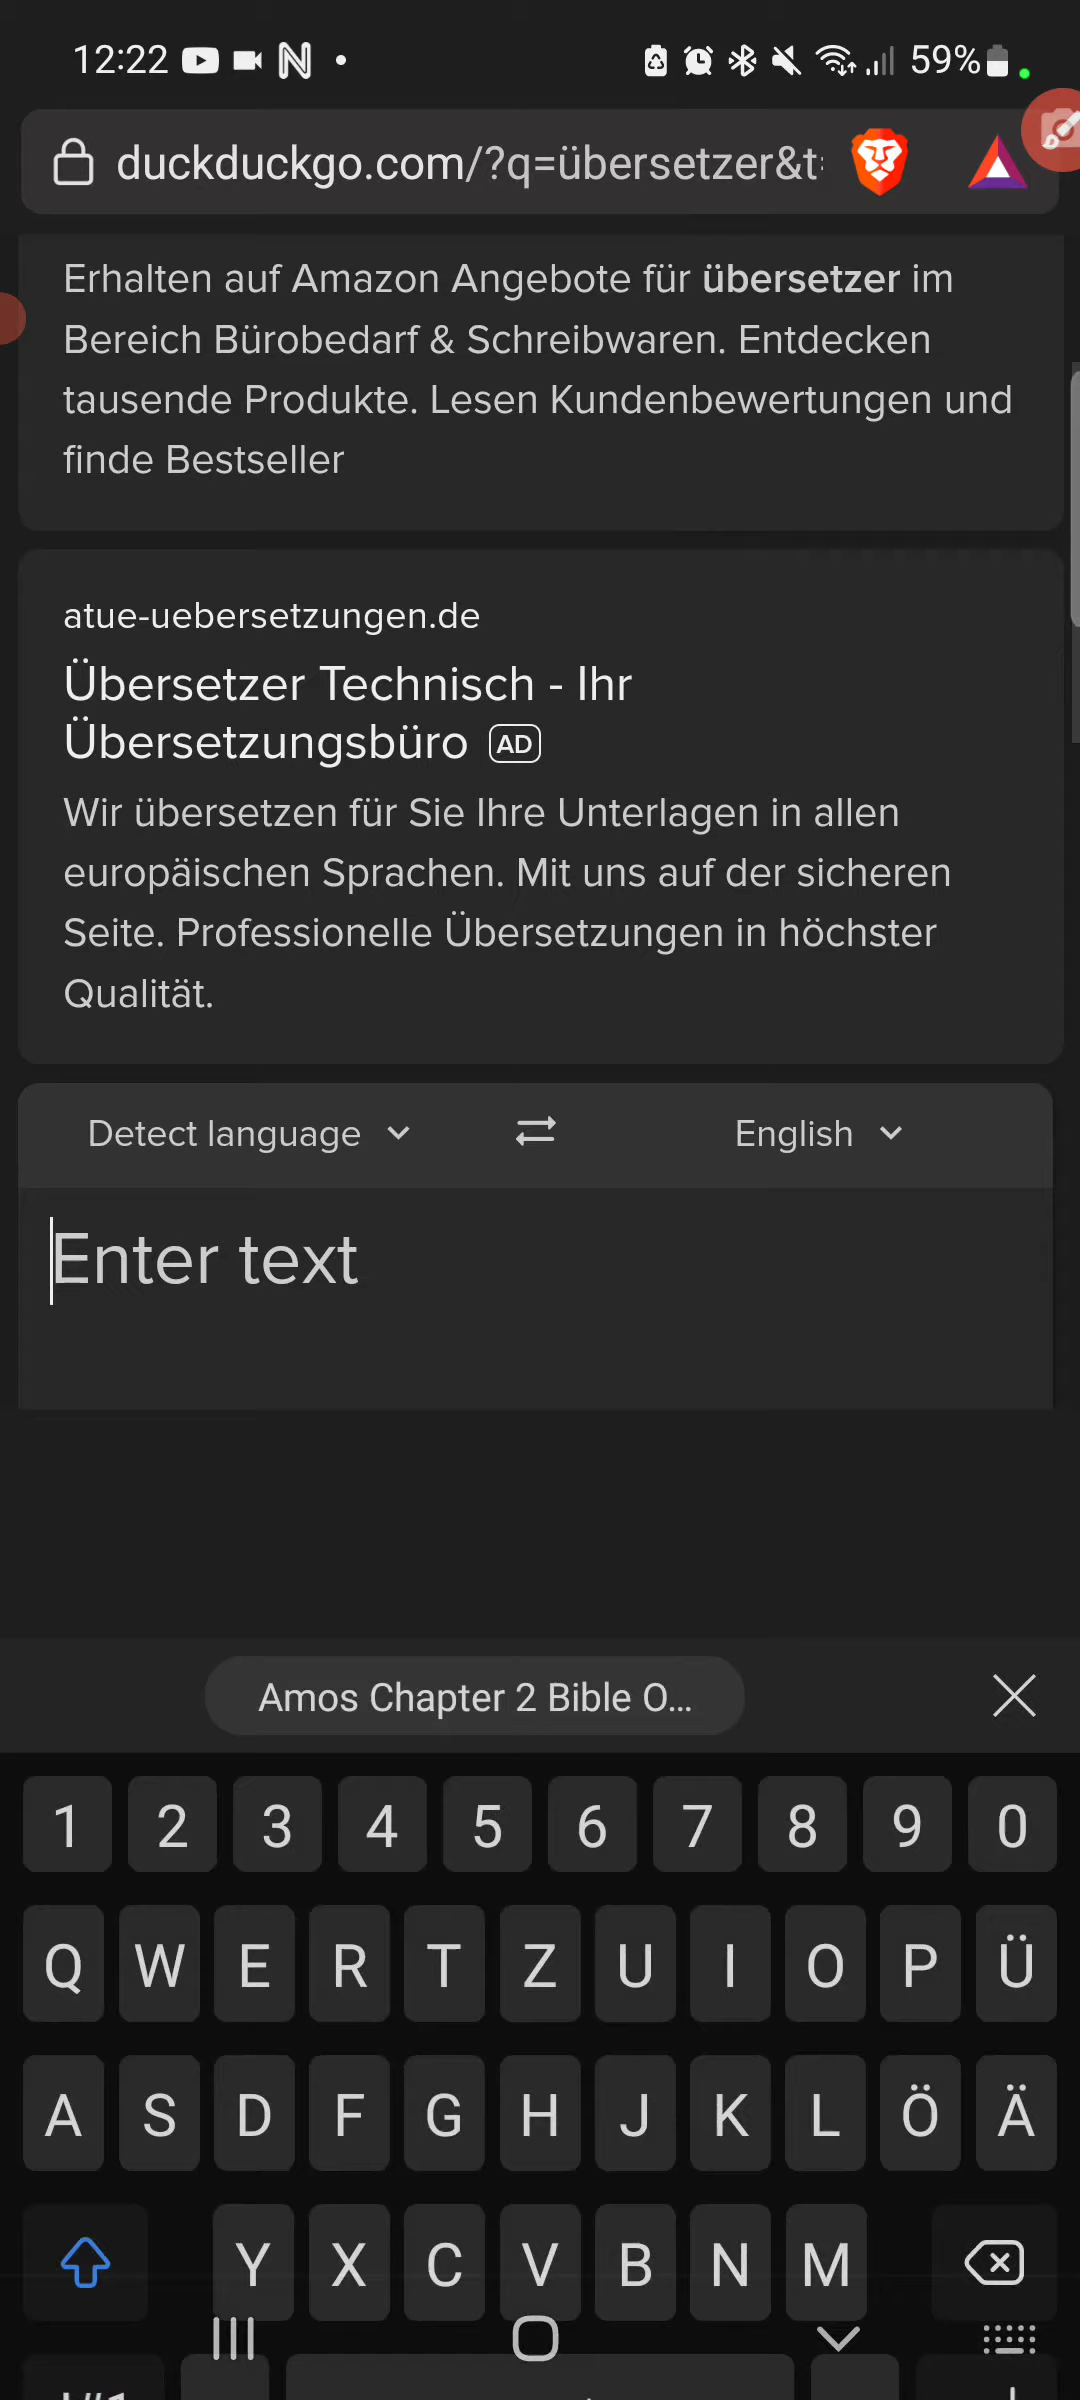 12:22
59%
duckduckgo.com/?q=übersetzer&t
Erhalten auf Amazon Angebote für übersetzer im
Bereich Bürobedarf & Schreibwaren. Entdecken
tausende Produkte. Lesen Kundenbewertungen und
finde Bestseller
atue-uebersetzungen.de
Übersetzer Technisch - Ihr
Übersetzungsbüro AD
Wir übersetzen für Sie Ihre Unterlagen in allen
europäischen Sprachen. Mit uns auf der sicheren
Seite. Professionelle Übersetzungen in höchster
Qualität.
Detect language
English
Enter text
Amos Chapter 2 Bible O...
1 2 3 4 5 6 7 8 9 0
Q W E R T Z U I O P Ü
A S D F G H J K L Ö Ä
Y X C V B N M